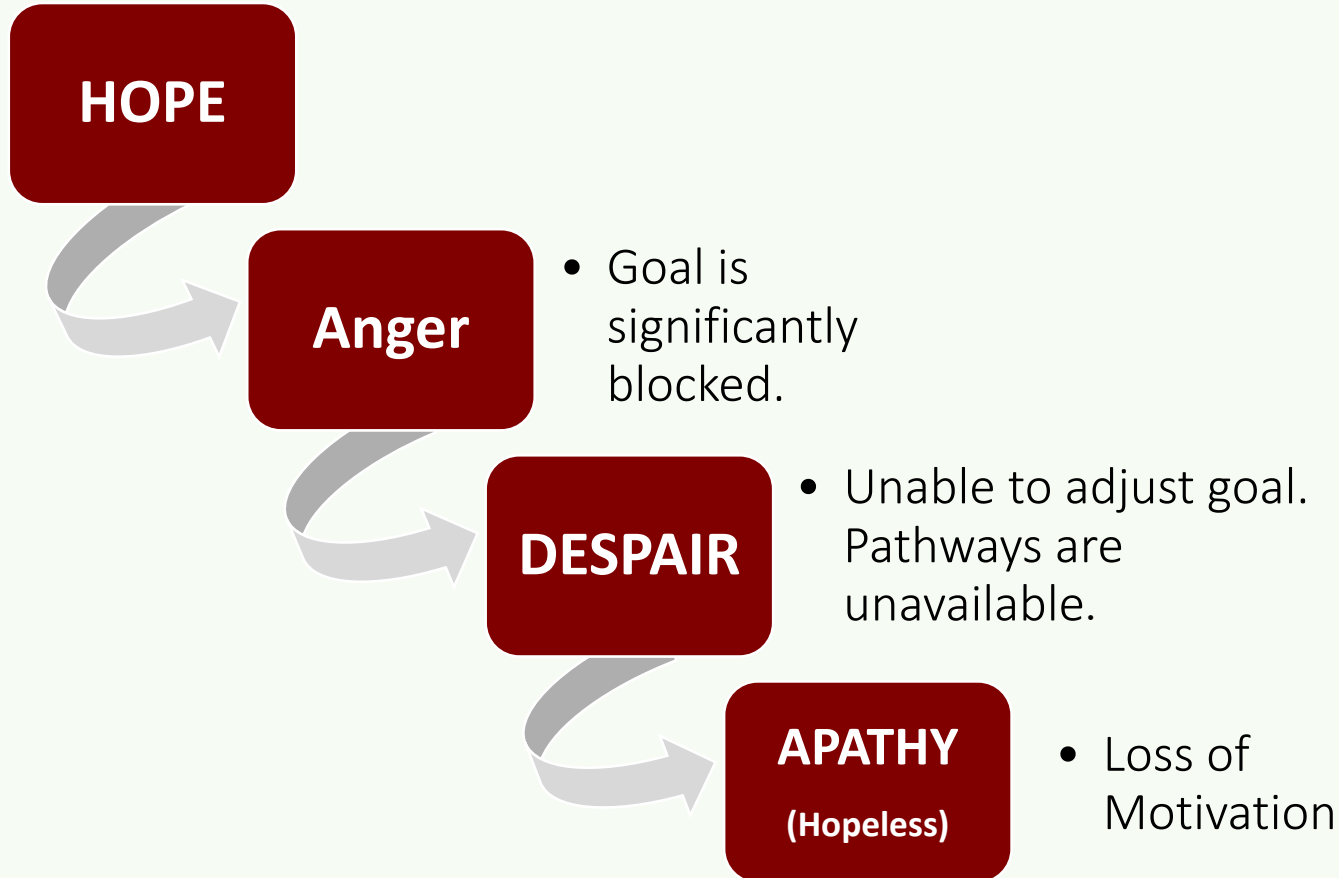 HOPE
Anger
• Goal is
significantly
blocked.
DESPAIR
• Unable to adjust goal.
Pathways are
unavailable.
APATHY
(Hopeless)
• Loss of
Motivation